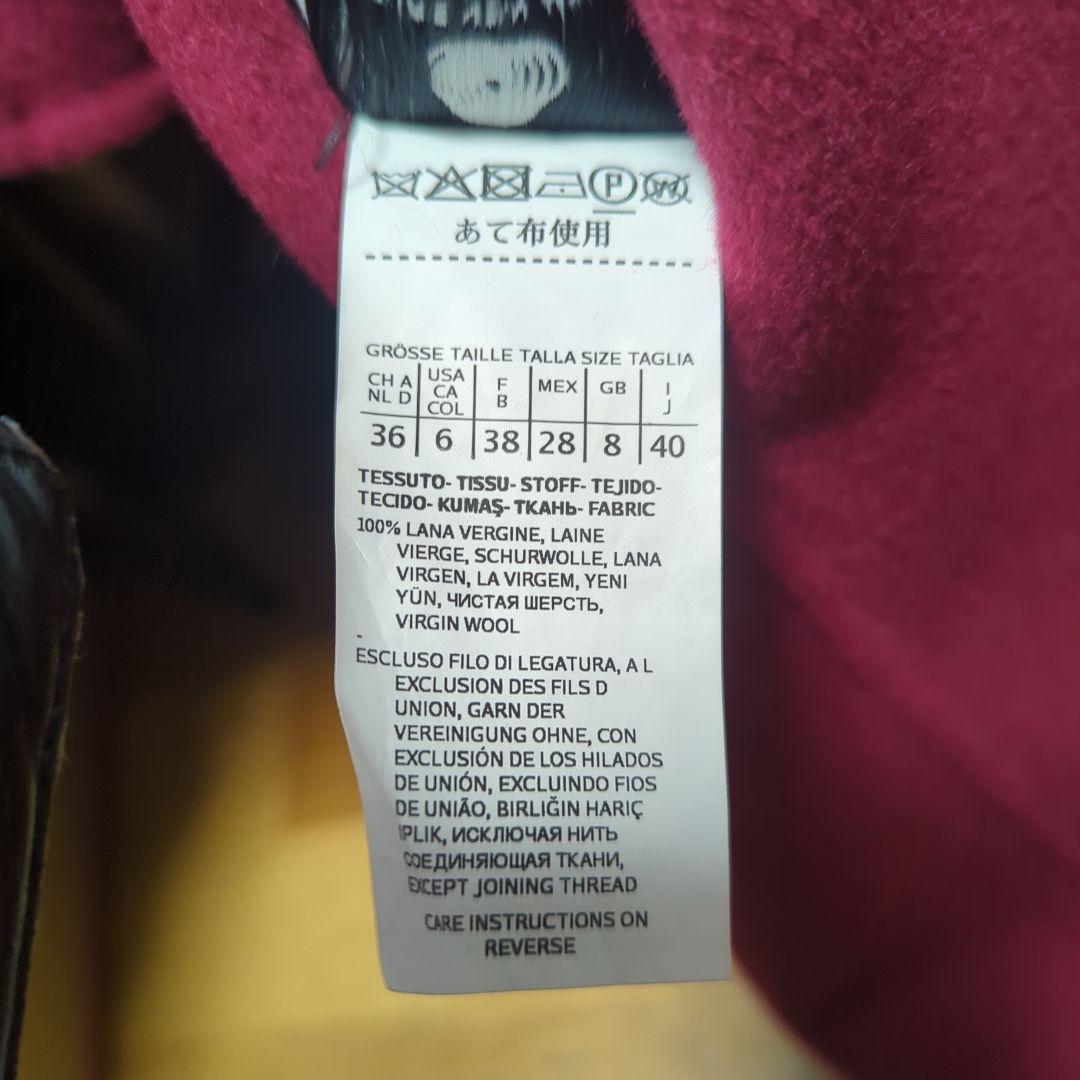 P W
あて布使用
GRÖSSE TAILLE TALLA SIZE TAGLIA
CH A NL D USA CA COL F B MEX GB I J
36 6 38 28 8 40
TESSUTO- TISSU- STOFF- TEJIDO-
TECIDO- KUMAŞ- ТКАНЬ- FABRIC
100% LANA VERGINE, LAINE
VIERGE, SCHURWOLLE, LANA
VIRGEN, LA VIRGEM, YENI
YÜN, ЧИСТАЯ ШЕРСТЬ,
VIRGIN WOOL
-
ESCLUSO FILO DI LEGATURA, A L
EXCLUSION DES FILS D
UNION, GARN DER
VEREINIGUNG OHNE, CON
EXCLUSIÓN DE LOS HILADOS
DE UNIÓN, EXCLUINDO FIOS
DE UNIÃO, BIRLIĞIN HARIÇ
IPLIK, ИСКЛЮЧАЯ НИТЬ
СОЕДИНЯЮЩАЯ ТКАНИ,
EXCEPT JOINING THREAD
CARE INSTRUCTIONS ON
REVERSE